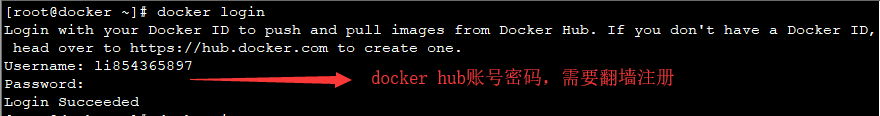 [root@docker ~]# docker login
Login with your Docker ID to push and pull images from Docker Hub. If you don't have a Docker ID,
 head over to https://hub.docker.com to create one.
Username: li854365897
docker hub账号密码，需要翻墙注册
Password:
Login Succeeded